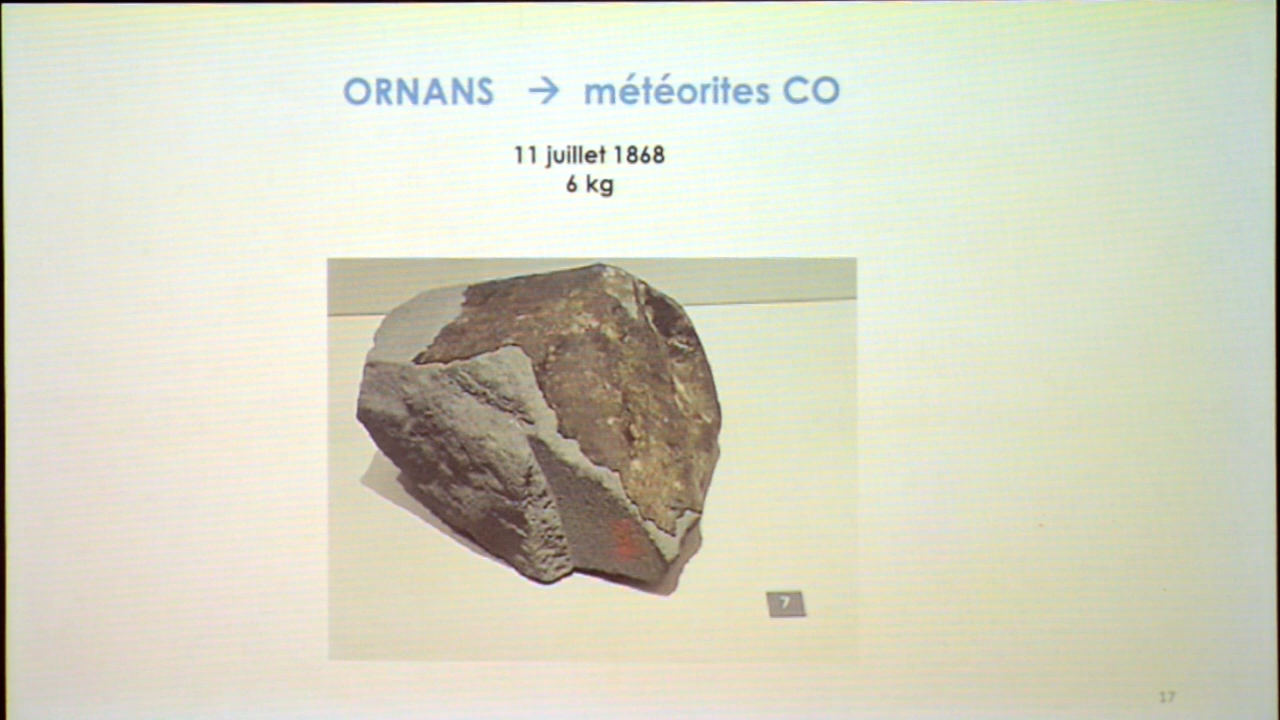 ORNANS → météorites CO
11 juillet 1868
6 kg
7
17